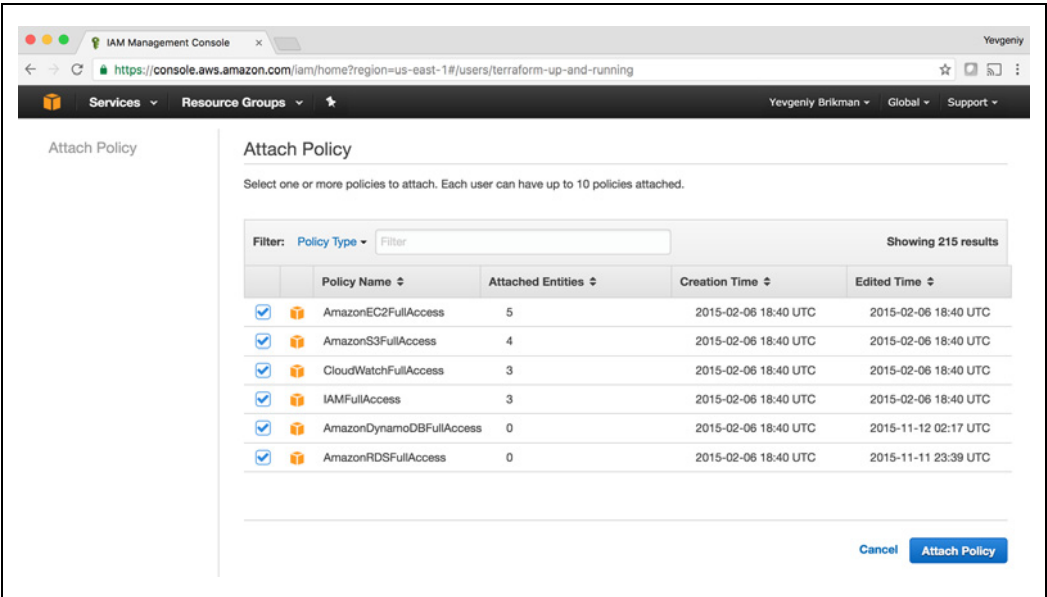 IAM Management Console
Yevgeniy
https://console.aws.amazon.com/iam/home?region=us-east-1#/users/terraform-up-and-running
Services Resource Groups Yevgeniy Brikman Global Support
Attach Policy
Attach Policy
Select one or more policies to attach. Each user can have up to 10 policies attached.
Filter: Policy Type Filter Showing 215 results
Policy Name Attached Entities Creation Time Edited Time
AmazonEC2FullAccess 5 2015-02-06 18:40 UTC 2015-02-06 18:40 UTC
AmazonS3FullAccess 4 2015-02-06 18:40 UTC 2015-02-06 18:40 UTC
CloudWatchFullAccess 3 2015-02-06 18:40 UTC 2015-02-06 18:40 UTC
IAMFullAccess 3 2015-02-06 18:40 UTC 2015-02-06 18:40 UTC
AmazonDynamoDBFullAccess 0 2015-02-06 18:40 UTC 2015-11-12 02:17 UTC
AmazonRDSFullAccess 0 2015-02-06 18:40 UTC 2015-11-11 23:39 UTC
Cancel Attach Policy